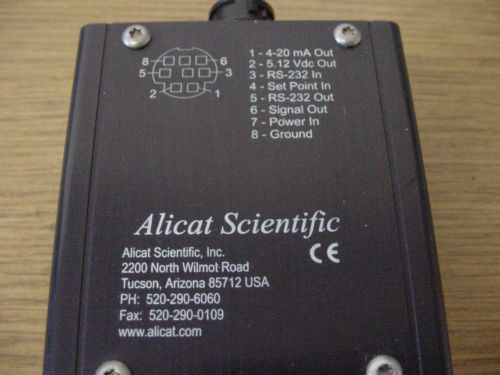 8 6
5 3
2 1
1 - 4-20 mA Out
2 - 5.12 Vdc Out
3 - RS-232 In
4 - Set Point In
5 - RS-232 Out
6 - Signal Out
7 - Power In
8 - Ground
Alicat Scientific
Alicat Scientific, Inc.
2200 North Wilmot Road
Tucson, Arizona 85712 USA
PH: 520-290-6060
Fax: 520-290-0109
www.alicat.com
CE